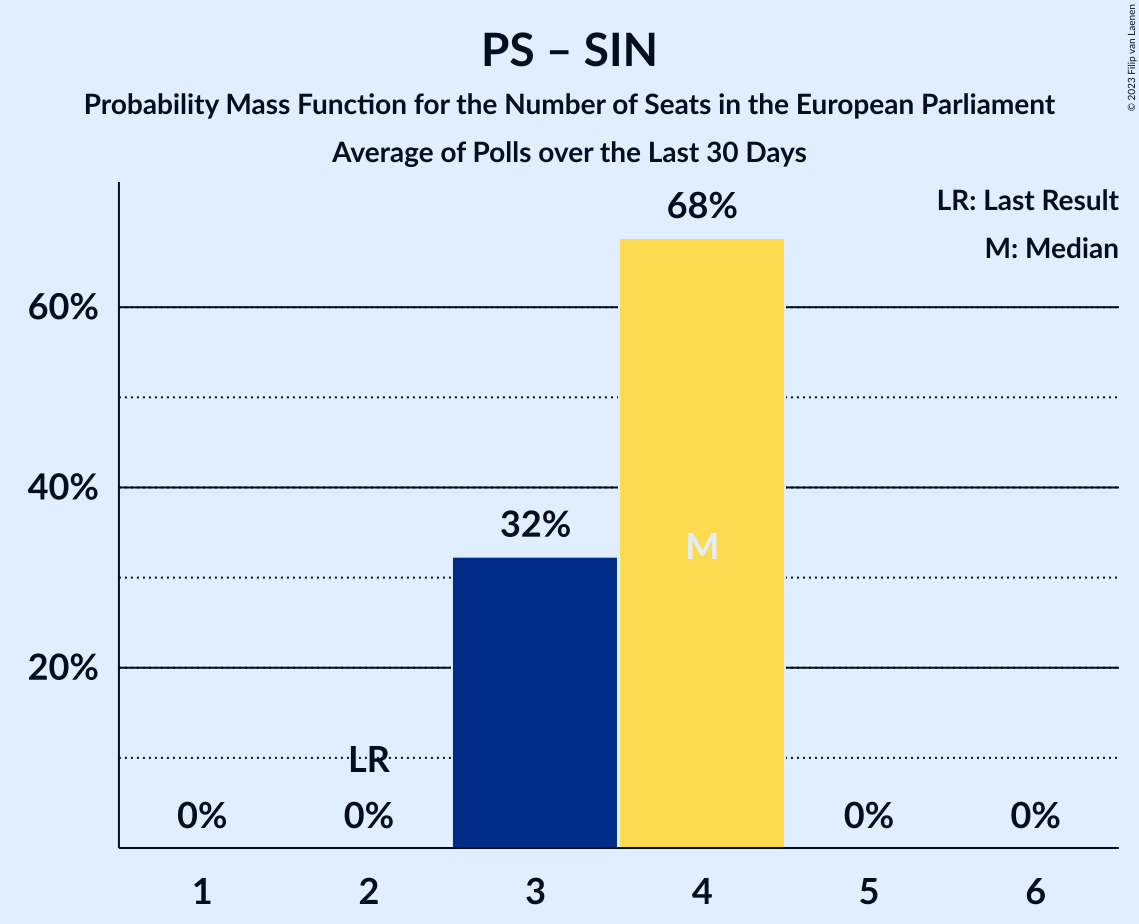 PS – SIN
Probability Mass Function for the Number of Seats in the European Parliament
Average of Polls over the Last 30 Days
© 2023 Filip van Laenen
LR: Last Result
M: Median
68%
60%
40%
32%
M
20%
LR
0%
0%
0%
0%
1
2
3
4
5
6